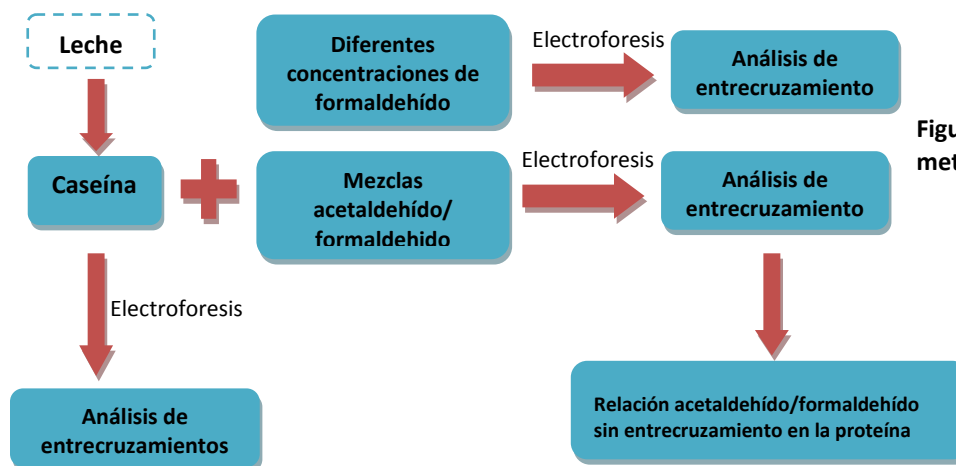 Leche
Diferentes
concentraciones de
formaldehído
Electroforesis
Análisis de
entrecruzamiento
Caseína
Mezclas
acetaldehído/
formaldehido
Electroforesis
Análisis de
entrecruzamiento
Electroforesis
Análisis de
entrecruzamientos
Relación acetaldehído/formaldehído
sin entrecruzamiento en la proteína
Figu
met